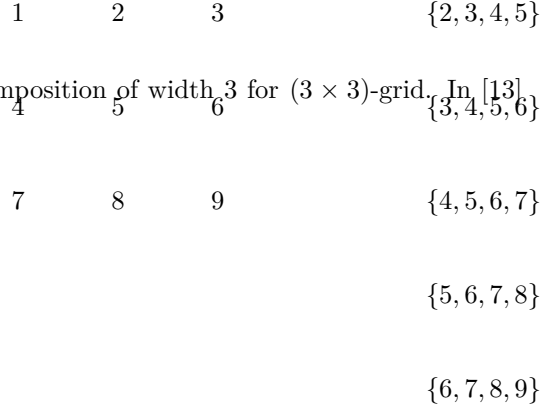 1 2 3 {2, 3, 4, 5}
mposition of width 3 for (3 × 3)-grid. In [13]
4 5 6 {3, 4, 5, 6}
7 8 9 {4, 5, 6, 7}
{5, 6, 7, 8}
{6, 7, 8, 9}